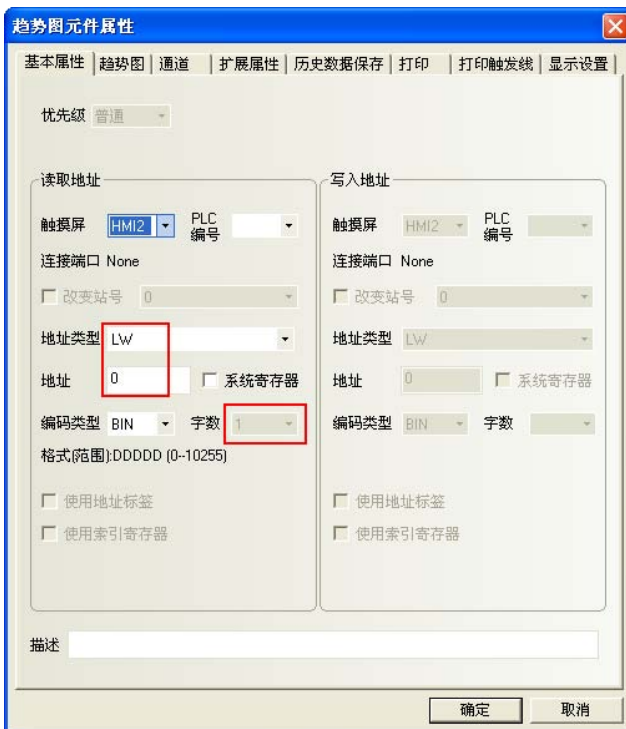 趋势图元件属性
基本属性 趋势图 通道 扩展属性 历史数据保存 打印 打印触发线 显示设置
优先级 普通
读取地址
触摸屏 HMI2 PLC编号
连接端口 None
改变站号 0
地址类型 LW
地址 0 系统寄存器
编码类型 BIN 字数 1
格式(范围):DDDDD (0--10255)
使用地址标签
使用索引寄存器
写入地址
触摸屏 HMI2 PLC编号
连接端口 None
改变站号 0
地址类型 LW
地址 0 系统寄存器
编码类型 BIN 字数
使用地址标签
使用索引寄存器
描述
确定 取消